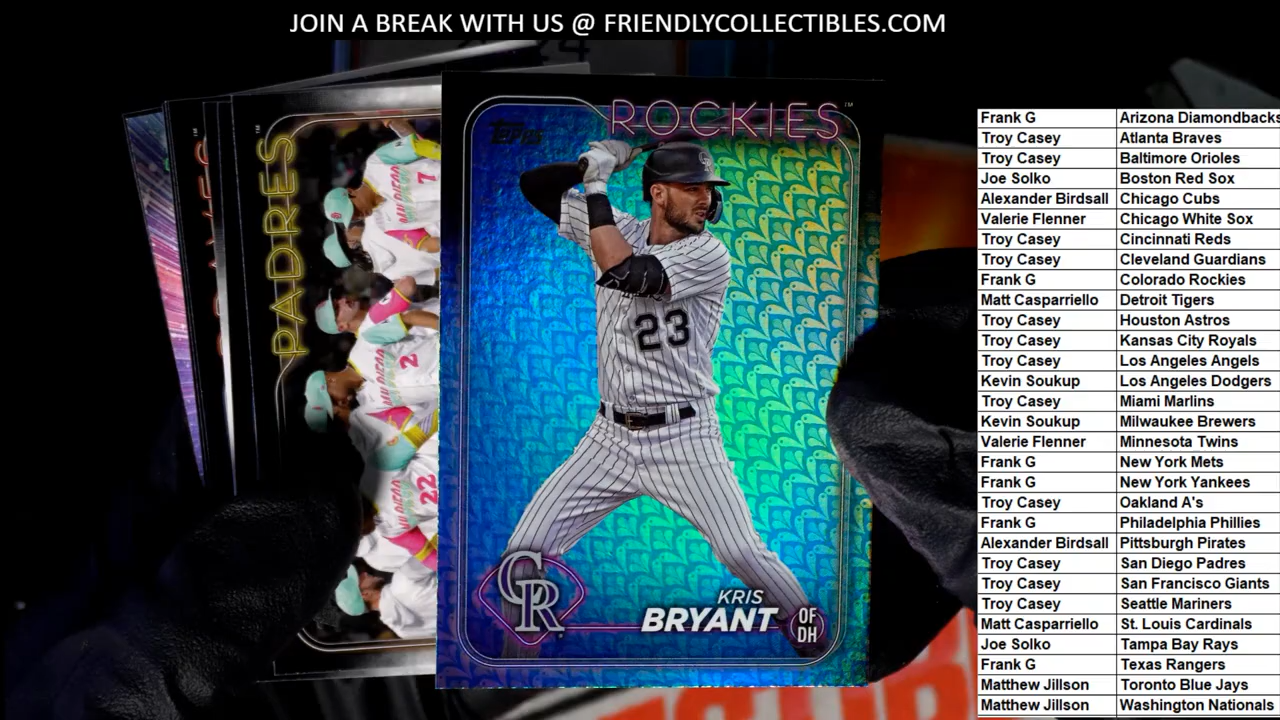 JOIN A BREAK WITH US @ FRIENDLYCOLLECTIBLES.COM
24
ROCKIES™
Topps
PADRES™
7
2
22
23
CR
KRIS
BRYANT
OF
DH
Frank G Arizona Diamondbacks
Troy Casey Atlanta Braves
Troy Casey Baltimore Orioles
Joe Solko Boston Red Sox
Alexander Birdsall Chicago Cubs
Valerie Flenner Chicago White Sox
Troy Casey Cincinnati Reds
Troy Casey Cleveland Guardians
Frank G Colorado Rockies
Matt Casparriello Detroit Tigers
Troy Casey Houston Astros
Troy Casey Kansas City Royals
Troy Casey Los Angeles Angels
Kevin Soukup Los Angeles Dodgers
Troy Casey Miami Marlins
Kevin Soukup Milwaukee Brewers
Valerie Flenner Minnesota Twins
Frank G New York Mets
Frank G New York Yankees
Troy Casey Oakland A's
Frank G Philadelphia Phillies
Alexander Birdsall Pittsburgh Pirates
Troy Casey San Diego Padres
Troy Casey San Francisco Giants
Troy Casey Seattle Mariners
Matt Casparriello St. Louis Cardinals
Joe Solko Tampa Bay Rays
Frank G Texas Rangers
Matthew Jillson Toronto Blue Jays
Matthew Jillson Washington Nationals